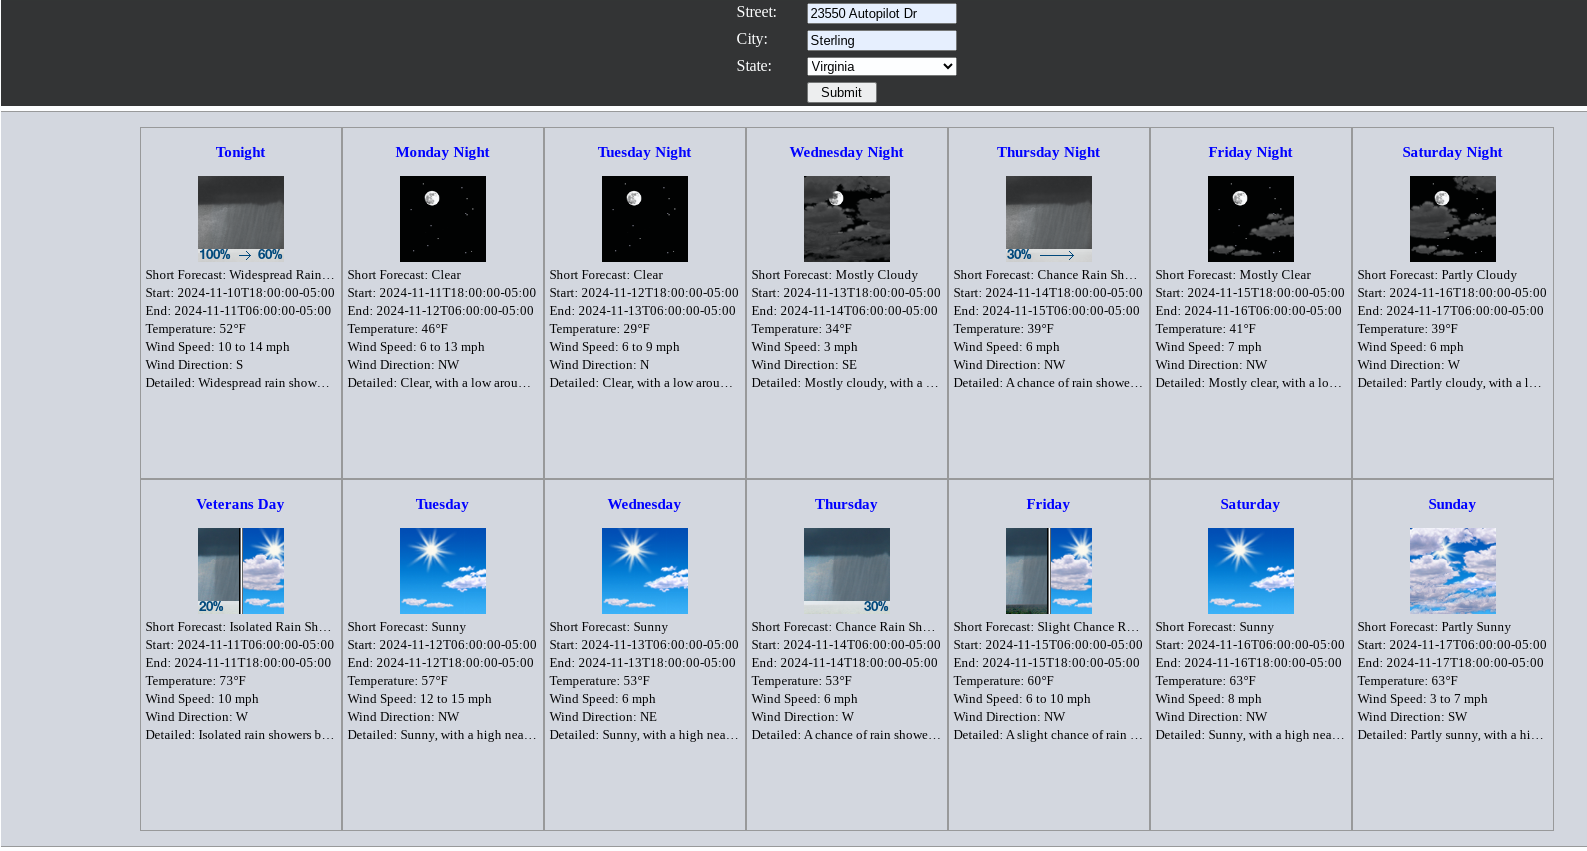 Street: 23550 Autopilot Dr
City: Sterling
State: Virginia
Submit
Tonight
100% → 60%
Short Forecast: Widespread Rain…
Start: 2024-11-10T18:00:00-05:00
End: 2024-11-11T06:00:00-05:00
Temperature: 52°F
Wind Speed: 10 to 14 mph
Wind Direction: S
Detailed: Widespread rain show…
Monday Night
Short Forecast: Clear
Start: 2024-11-11T18:00:00-05:00
End: 2024-11-12T06:00:00-05:00
Temperature: 46°F
Wind Speed: 6 to 13 mph
Wind Direction: NW
Detailed: Clear, with a low arou…
Tuesday Night
Short Forecast: Clear
Start: 2024-11-12T18:00:00-05:00
End: 2024-11-13T06:00:00-05:00
Temperature: 29°F
Wind Speed: 6 to 9 mph
Wind Direction: N
Detailed: Clear, with a low arou…
Wednesday Night
Short Forecast: Mostly Cloudy
Start: 2024-11-13T18:00:00-05:00
End: 2024-11-14T06:00:00-05:00
Temperature: 34°F
Wind Speed: 3 mph
Wind Direction: SE
Detailed: Mostly cloudy, with a …
Thursday Night
30% →
Short Forecast: Chance Rain Sh…
Start: 2024-11-14T18:00:00-05:00
End: 2024-11-15T06:00:00-05:00
Temperature: 39°F
Wind Speed: 6 mph
Wind Direction: NW
Detailed: A chance of rain showe…
Friday Night
Short Forecast: Mostly Clear
Start: 2024-11-15T18:00:00-05:00
End: 2024-11-16T06:00:00-05:00
Temperature: 41°F
Wind Speed: 7 mph
Wind Direction: NW
Detailed: Mostly clear, with a lo…
Saturday Night
Short Forecast: Partly Cloudy
Start: 2024-11-16T18:00:00-05:00
End: 2024-11-17T06:00:00-05:00
Temperature: 39°F
Wind Speed: 6 mph
Wind Direction: W
Detailed: Partly cloudy, with a l…
Veterans Day
20%
Short Forecast: Isolated Rain Sh…
Start: 2024-11-11T06:00:00-05:00
End: 2024-11-11T18:00:00-05:00
Temperature: 73°F
Wind Speed: 10 mph
Wind Direction: W
Detailed: Isolated rain showers b…
Tuesday
Short Forecast: Sunny
Start: 2024-11-12T06:00:00-05:00
End: 2024-11-12T18:00:00-05:00
Temperature: 57°F
Wind Speed: 12 to 15 mph
Wind Direction: NW
Detailed: Sunny, with a high nea…
Wednesday
Short Forecast: Sunny
Start: 2024-11-13T06:00:00-05:00
End: 2024-11-13T18:00:00-05:00
Temperature: 53°F
Wind Speed: 6 mph
Wind Direction: NE
Detailed: Sunny, with a high nea…
Thursday
30%
Short Forecast: Chance Rain Sh…
Start: 2024-11-14T06:00:00-05:00
End: 2024-11-14T18:00:00-05:00
Temperature: 53°F
Wind Speed: 6 mph
Wind Direction: W
Detailed: A chance of rain showe…
Friday
Short Forecast: Slight Chance R…
Start: 2024-11-15T06:00:00-05:00
End: 2024-11-15T18:00:00-05:00
Temperature: 60°F
Wind Speed: 6 to 10 mph
Wind Direction: NW
Detailed: A slight chance of rain …
Saturday
Short Forecast: Sunny
Start: 2024-11-16T06:00:00-05:00
End: 2024-11-16T18:00:00-05:00
Temperature: 63°F
Wind Speed: 8 mph
Wind Direction: NW
Detailed: Sunny, with a high nea…
Sunday
Short Forecast: Partly Sunny
Start: 2024-11-17T06:00:00-05:00
End: 2024-11-17T18:00:00-05:00
Temperature: 63°F
Wind Speed: 3 to 7 mph
Wind Direction: SW
Detailed: Partly sunny, with a hi…